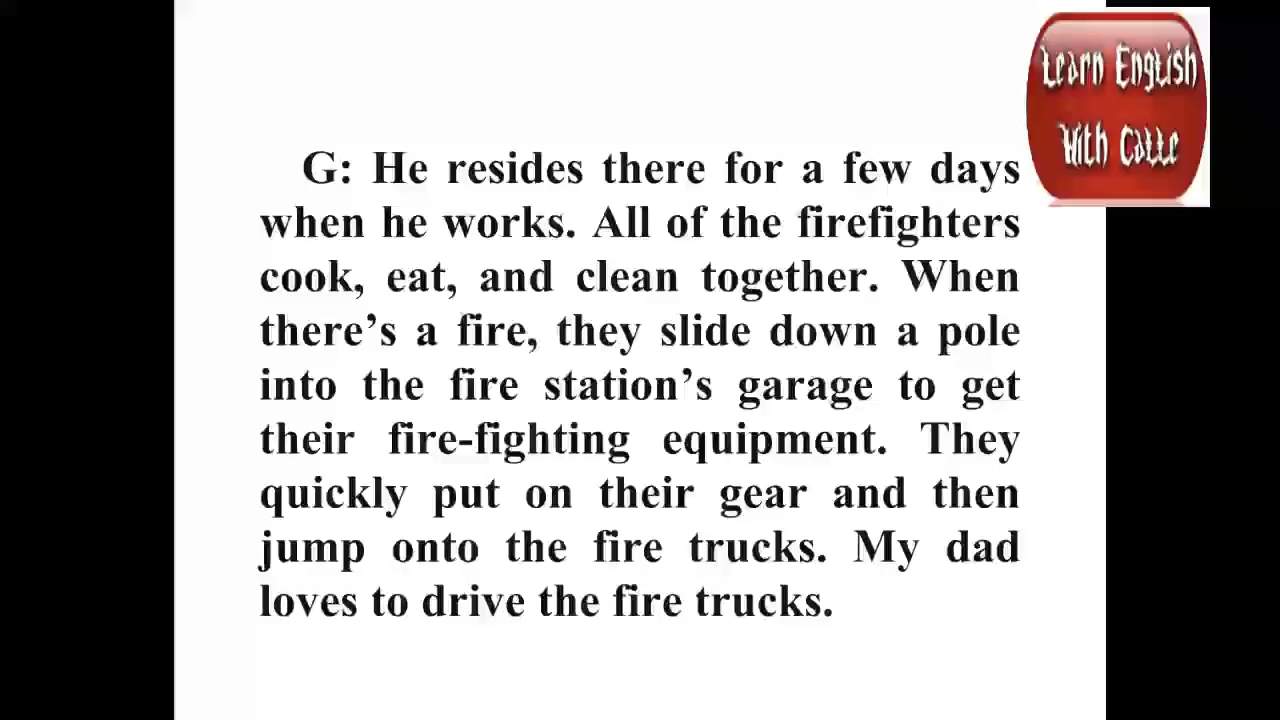 Learn English
With Catte
G: He resides there for a few days
when he works. All of the firefighters
cook, eat, and clean together. When
there’s a fire, they slide down a pole
into the fire station’s garage to get
their fire-fighting equipment. They
quickly put on their gear and then
jump onto the fire trucks. My dad
loves to drive the fire trucks.